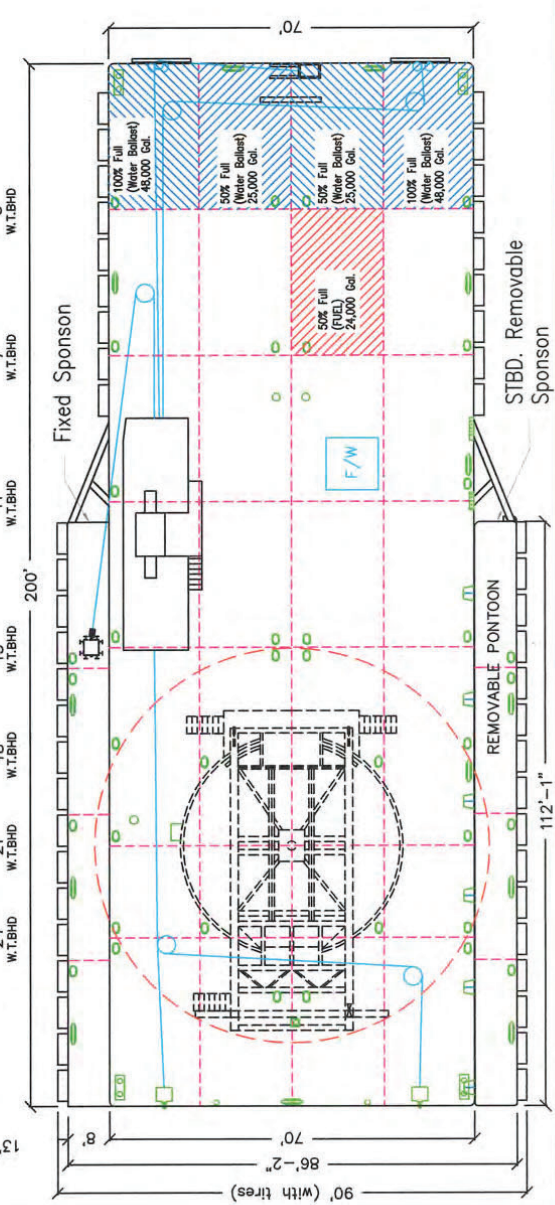 W.T.BHD
W.T.BHD
W.T.BHD
W.T.BHD
W.T.BHD
W.T.BHD
W.T.BHD
200'
70'
Fixed Sponson
100% Full
(Water Ballast)
48,000 Gal.
50% Full
(Water Ballast)
25,000 Gal.
50% Full
(Water Ballast)
25,000 Gal.
100% Full
(Water Ballast)
48,000 Gal.
50% Full
(FUEL)
24,000 Gal.
F/W
STBD. Removable
Sponson
REMOVABLE PONTOON
112'-1"
13'
8'
70'
86'-2"
90' (with tires)